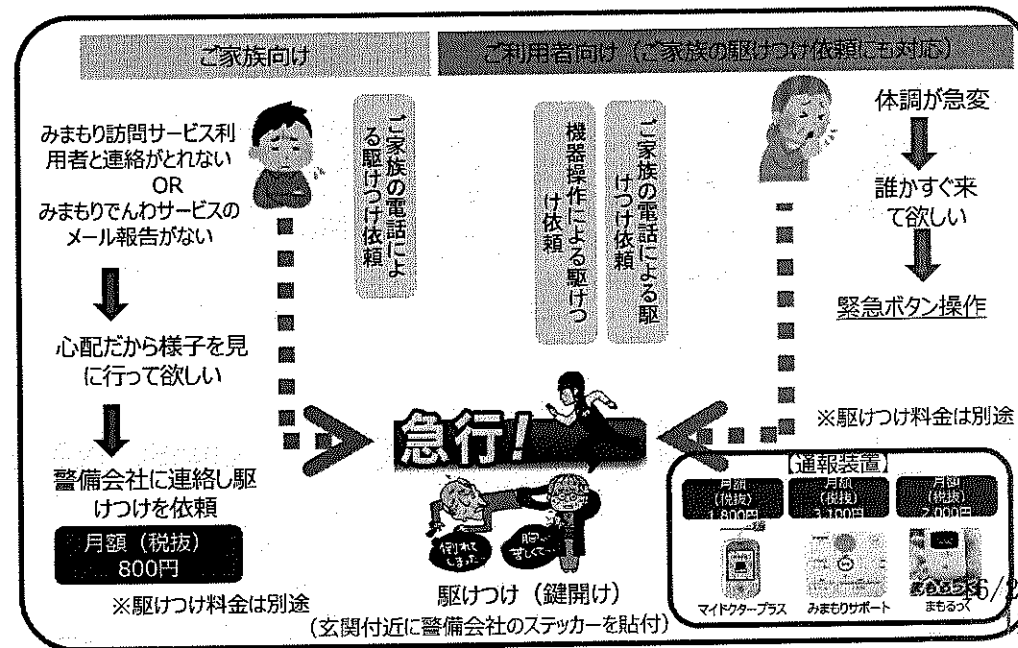 ご家族向け
ご利用者向け（ご家族の駆けつけ依頼にも対応）
みまもり訪問サービス利
用者と連絡がとれない
OR
みまもりでんわサービスの
メール報告がない
心配だから様子を見
に行って欲しい
警備会社に連絡し駆
けつけを依頼
月額（税抜）
800円
※駆けつけ料金は別途
ご家族の電話によ
る駆けつけ依頼
ご家族の電話による駆
けつけ依頼
機器操作による駆けつ
け依頼
体調が急変
誰かすぐ来
て欲しい
緊急ボタン操作
※駆けつけ料金は別途
急行！
倒れて
しまった
胸が
苦しくて…
駆けつけ（鍵開け）
（玄関付近に警備会社のステッカーを貼付）
【通報装置】
月額
（税抜）
1,800円
マイドクタープラス
月額
（税抜）
3,100円
みまもりサポート
月額
（税抜）
2,000円
まもるっく